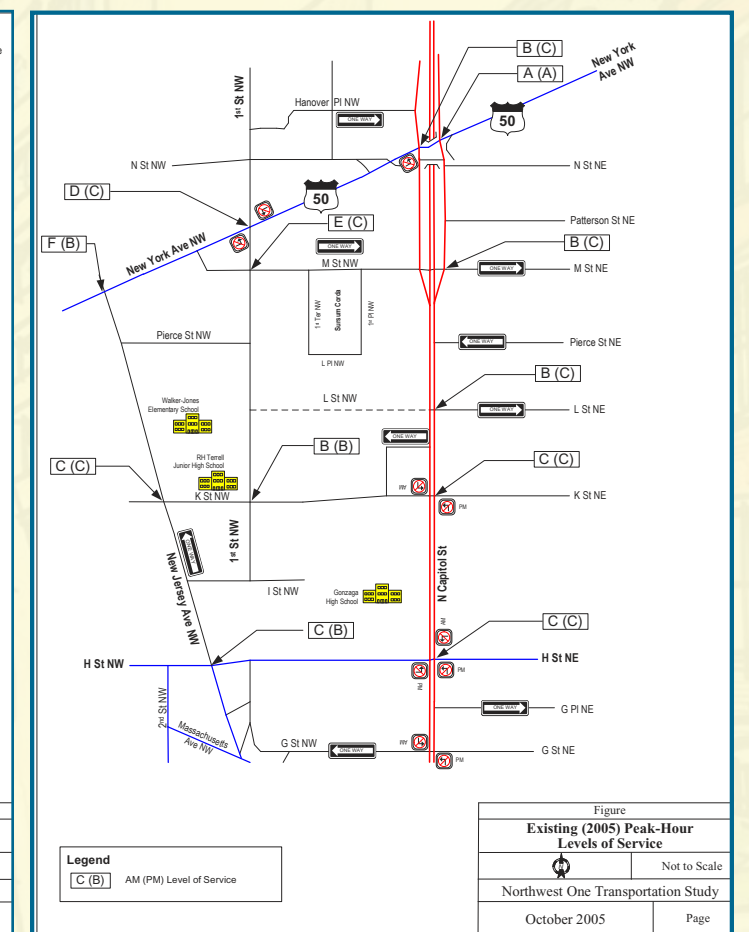 e
B (C)
New York
Ave NW
A (A)
1st St NW
Hanover Pl NW
ONE WAY
50
N St NW
N St NE
50
D (C)
Patterson St NE
E (C)
F (B)
New York Ave NW
ONE WAY
B (C)
M St NW
ONE WAY
M St NE
1st Ter NW
Sursum Corda
1st Pl NW
Pierce St NW
ONE WAY
Pierce St NE
L Pl NW
B (C)
L St NW
ONE WAY
L St NE
Walker-Jones
Elementary School
ONE WAY
B (B)
RH Terrell
Junior High School
C (C)
C (C)
AM
K St NW
K St NE
PM
1st St NW
ONE WAY
New Jersey Ave NW
N Capitol St
I St NW
Gonzaga
High School
AM
C (B)
C (C)
H St NW
H St NE
PM
PM
2nd St NW
ONE WAY
G Pl NE
Massachusetts
Ave NW
G St NW
ONE WAY
AM
G St NE
PM
Legend
C (B) AM (PM) Level of Service
Figure
Existing (2005) Peak-Hour
Levels of Service
Not to Scale
Northwest One Transportation Study
October 2005
Page